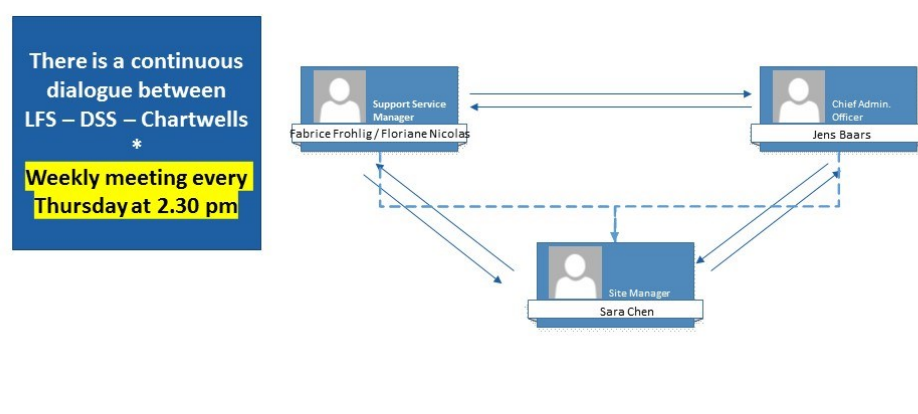 There is a continuous
dialogue between
LFS – DSS – Chartwells
*
Weekly meeting every
Thursday at 2.30 pm
Support Service
Manager
Fabrice Frohlig / Floriane Nicolas
Chief Admin.
Officer
Jens Baars
Site Manager
Sara Chen